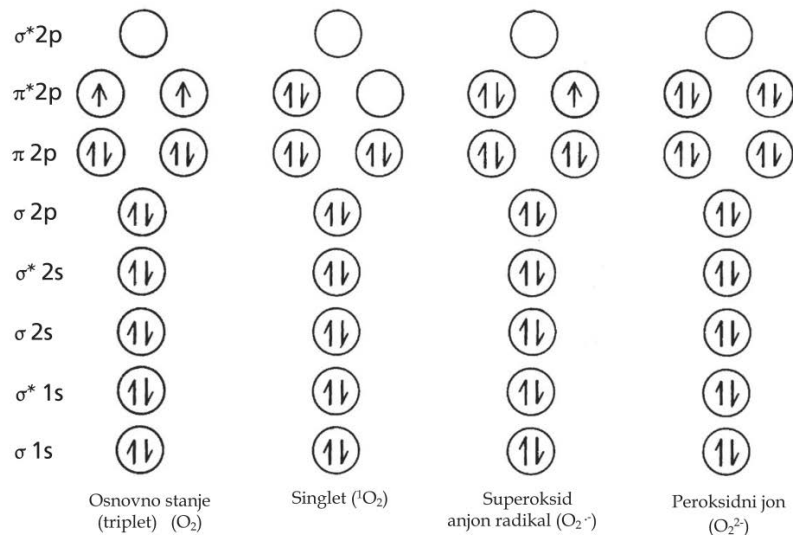 σ*2p
π*2p
π 2p
σ 2p
σ* 2s
σ 2s
σ* 1s
σ 1s
Osnovno stanje
(triplet) (O₂)
Singlet (¹O₂)
Superoksid
anjon radikal (O₂·⁻)
Peroksidni jon
(O₂²⁻)